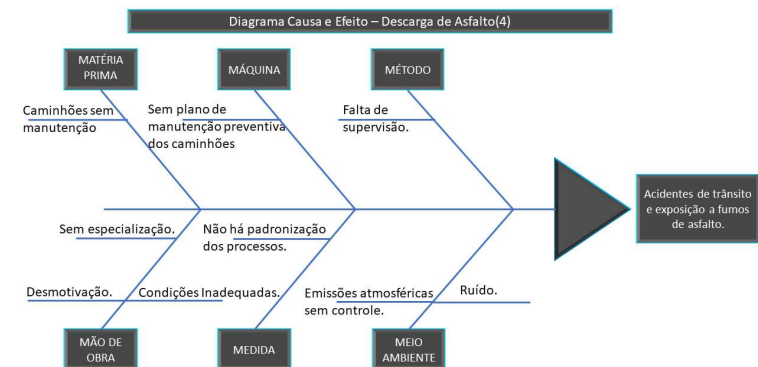 Diagrama Causa e Efeito – Descarga de Asfalto(4)
MATÉRIA
PRIMA
MÁQUINA
MÉTODO
Caminhões sem
manutenção
Sem plano de
manutenção preventiva
dos caminhões
Falta de
supervisão.
Acidentes de trânsito
e exposição a fumos
de asfalto.
Sem especialização.
Não há padronização
dos processos.
Desmotivação.
Condições Inadequadas.
Emissões atmosféricas
sem controle.
Ruído.
MÃO DE
OBRA
MEDIDA
MEIO
AMBIENTE